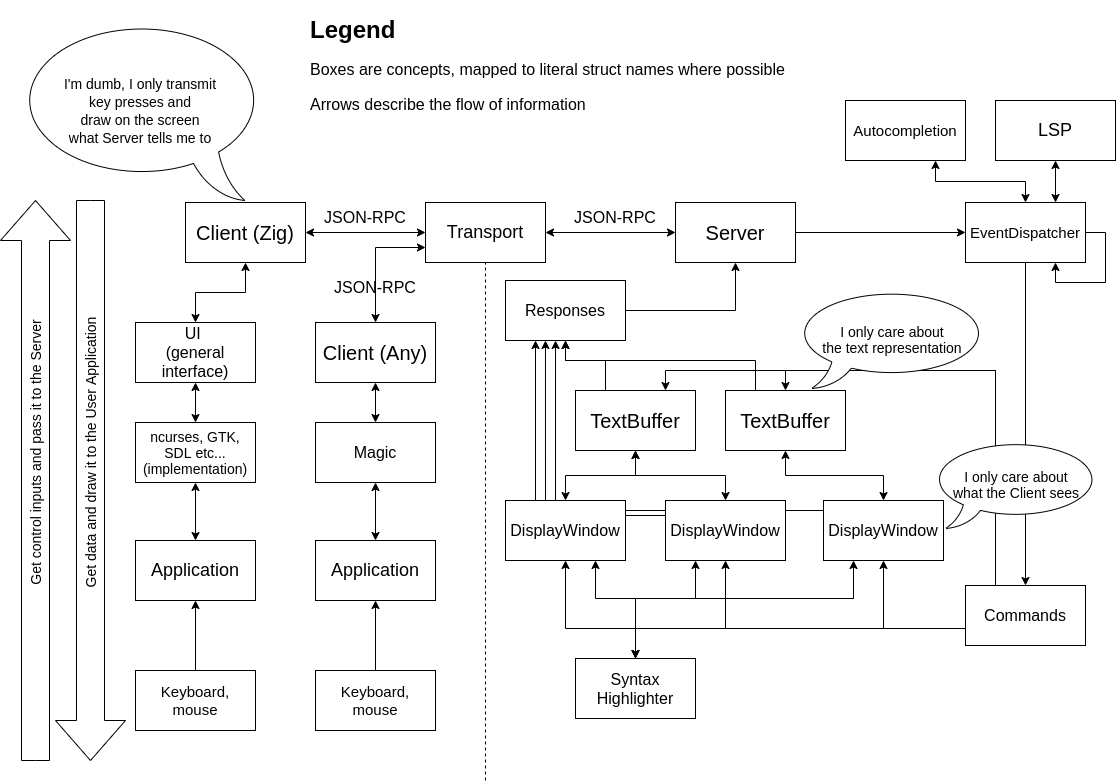 Legend
Boxes are concepts, mapped to literal struct names where possible
Arrows describe the flow of information
I'm dumb, I only transmit
key presses and
draw on the screen
what Server tells me to
Autocompletion
LSP
Client (Zig)
JSON-RPC
Transport
JSON-RPC
Server
EventDispatcher
JSON-RPC
Responses
UI
(general
interface)
Client (Any)
I only care about
the text representation
TextBuffer
TextBuffer
ncurses, GTK,
SDL etc...
(implementation)
Magic
I only care about
what the Client sees
DisplayWindow
DisplayWindow
DisplayWindow
Get control inputs and pass it to the Server
Get data and draw it to the User Application
Application
Application
Commands
Keyboard,
mouse
Keyboard,
mouse
Syntax
Highlighter